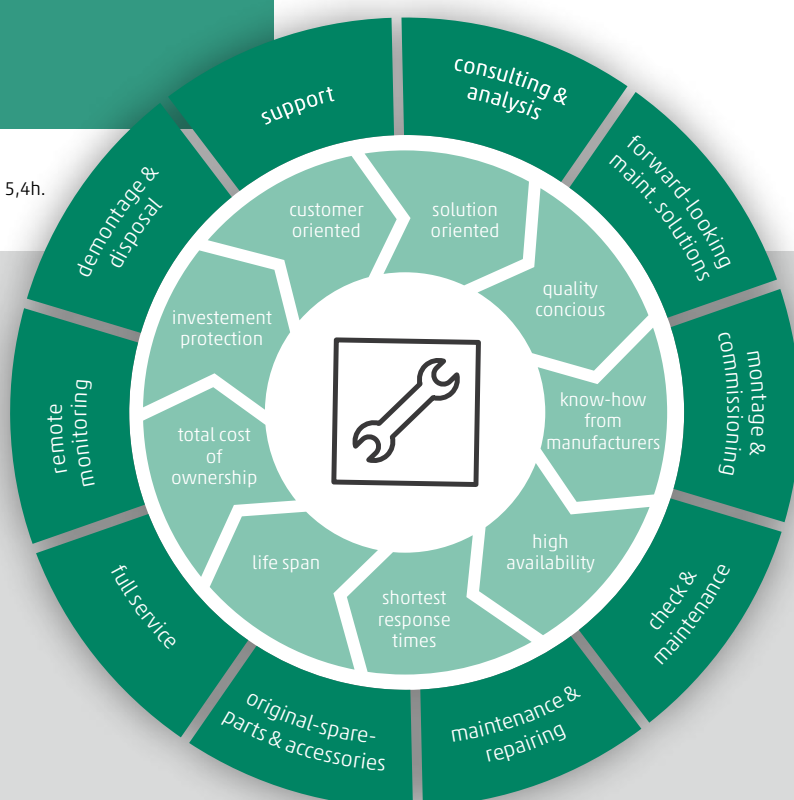 5,4h.
support
consulting &
analysis
forward-looking
maint. solutions
montage &
commissioning
check &
maintenance
maintenance &
repairing
original-spare-
parts & accessories
full service
remote
monitoring
demontage &
disposal
customer
oriented
solution
oriented
quality
concious
know-how
from
manufacturers
high
availability
shortest
response
times
life span
total cost
of
ownership
investement
protection